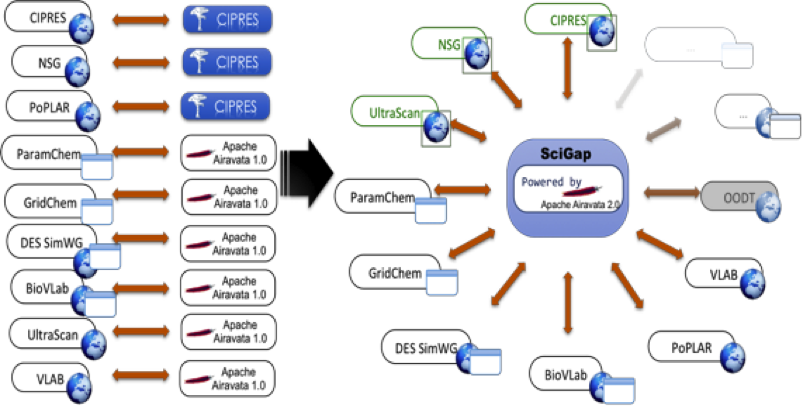 CIPRES
CIPRES
NSG
CIPRES
PoPLAR
CIPRES
ParamChem
Apache
Airavata 1.0
GridChem
Apache
Airavata 1.0
DES SimWG
Apache
Airavata 1.0
BioVLab
Apache
Airavata 1.0
UltraScan
Apache
Airavata 1.0
VLAB
Apache
Airavata 1.0
CIPRES
NSG
...
UltraScan
...
SciGap
Powered by
Apache Airavata 2.0
ParamChem
OODT
GridChem
VLAB
DES SimWG
PoPLAR
BioVLab